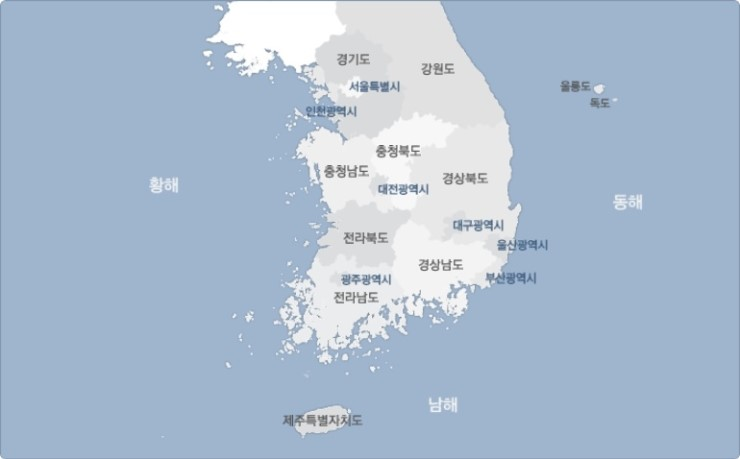 경기도
강원도
서울특별시
울릉도
독도
인천광역시
충청북도
충청남도
경상북도
황해
대전광역시
동해
대구광역시
전라북도
울산광역시
경상남도
광주광역시
부산광역시
전라남도
남해
제주특별자치도